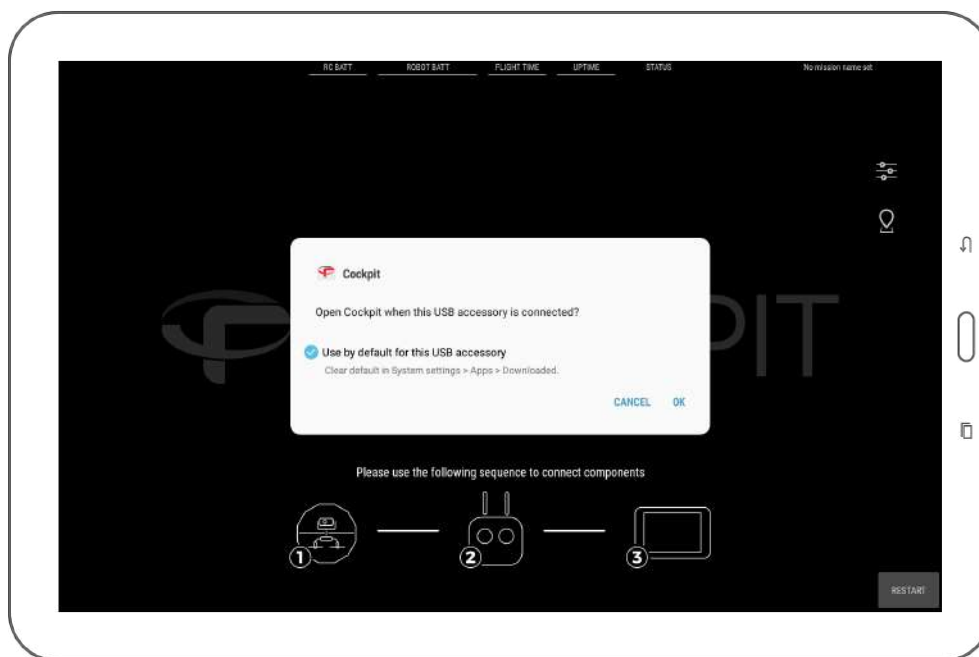 RC BATT ROBOT BATT FLIGHT TIME UPTIME STATUS No mission name set
Cockpit
Open Cockpit when this USB accessory is connected?
Use by default for this USB accessory
Clear default in System settings > Apps > Downloaded.
CANCEL OK
PIT
Please use the following sequence to connect components
1 2 3
RESTART